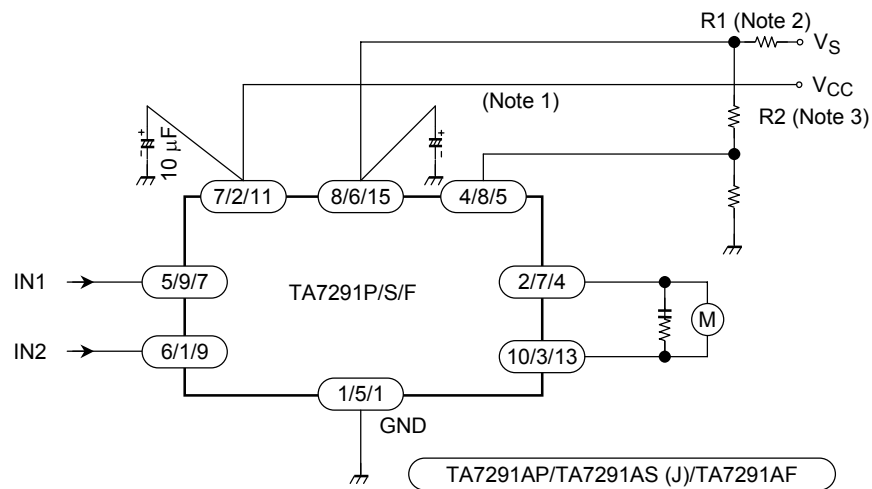 R1 (Note 2)
VS
VCC
(Note 1)
R2 (Note 3)
+
−
10 µF
+
−
7/2/11
8/6/15
4/8/5
IN1
5/9/7
TA7291P/S/F
2/7/4
M
IN2
6/1/9
10/3/13
1/5/1
GND
TA7291AP/TA7291AS (J)/TA7291AF